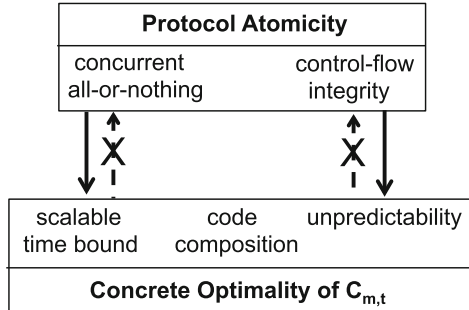 Protocol Atomicity
concurrent control-flow
all-or-nothing integrity
X X
scalable code unpredictability
time bound composition
Concrete Optimality of Cm,t